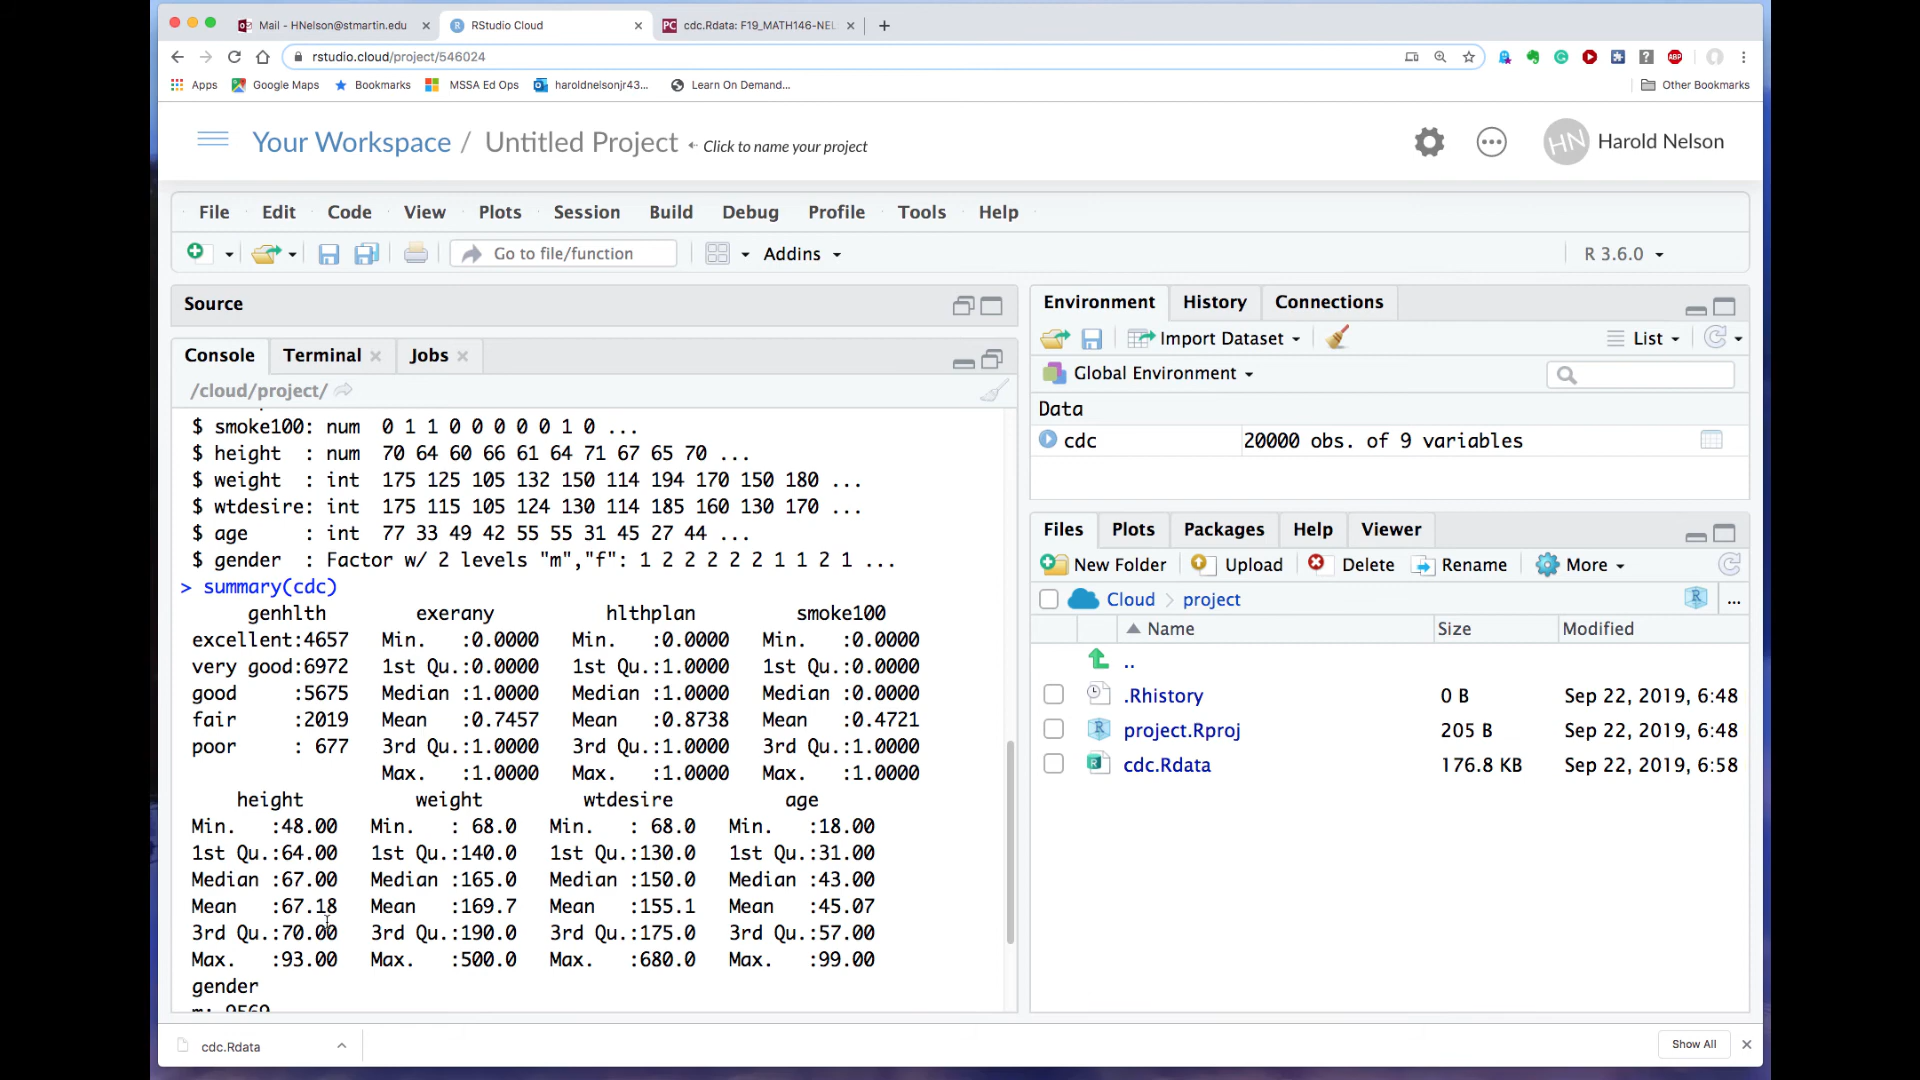 Mail - HNelson@stmartin.edu
RStudio Cloud
cdc.Rdata: F19_MATH146-NEL
rstudio.cloud/project/546024
Apps
Google Maps
Bookmarks
MSSA Ed Ops
haroldnelsonjr43...
Learn On Demand...
Other Bookmarks
Your Workspace / Untitled Project
Click to name your project
HN
Harold Nelson
File Edit Code View Plots Session Build Debug Profile Tools Help
Go to file/function
Addins
R 3.6.0
Source
Console Terminal Jobs
/cloud/project/
$ smoke100: num 0 1 1 0 0 0 0 0 1 0 ...
$ height : num 70 64 60 66 61 64 71 67 65 70 ...
$ weight : int 175 125 105 132 150 114 194 170 150 180 ...
$ wtdesire: int 175 115 105 124 130 114 185 160 130 170 ...
$ age : int 77 33 49 42 55 55 31 45 27 44 ...
$ gender : Factor w/ 2 levels "m","f": 1 2 2 2 2 2 1 1 2 1 ...
> summary(cdc)
genhlth exerany hlthplan smoke100
excellent:4657 Min. :0.0000 Min. :0.0000 Min. :0.0000
very good:6972 1st Qu.:0.0000 1st Qu.:1.0000 1st Qu.:0.0000
good :5675 Median :1.0000 Median :1.0000 Median :0.0000
fair :2019 Mean :0.7457 Mean :0.8738 Mean :0.4721
poor : 677 3rd Qu.:1.0000 3rd Qu.:1.0000 3rd Qu.:1.0000
Max. :1.0000 Max. :1.0000 Max. :1.0000
height weight wtdesire age
Min. :48.00 Min. : 68.0 Min. : 68.0 Min. :18.00
1st Qu.:64.00 1st Qu.:140.0 1st Qu.:130.0 1st Qu.:31.00
Median :67.00 Median :165.0 Median :150.0 Median :43.00
Mean :67.18 Mean :169.7 Mean :155.1 Mean :45.07
3rd Qu.:70.00 3rd Qu.:190.0 3rd Qu.:175.0 3rd Qu.:57.00
Max. :93.00 Max. :500.0 Max. :680.0 Max. :99.00
gender
m: 9569
Environment History Connections
Import Dataset
List
Global Environment
Data
cdc 20000 obs. of 9 variables
Files Plots Packages Help Viewer
New Folder Upload Delete Rename More
Cloud > project
...
Name Size Modified
..
.Rhistory 0 B Sep 22, 2019, 6:48
project.Rproj 205 B Sep 22, 2019, 6:48
cdc.Rdata 176.8 KB Sep 22, 2019, 6:58
cdc.Rdata
Show All